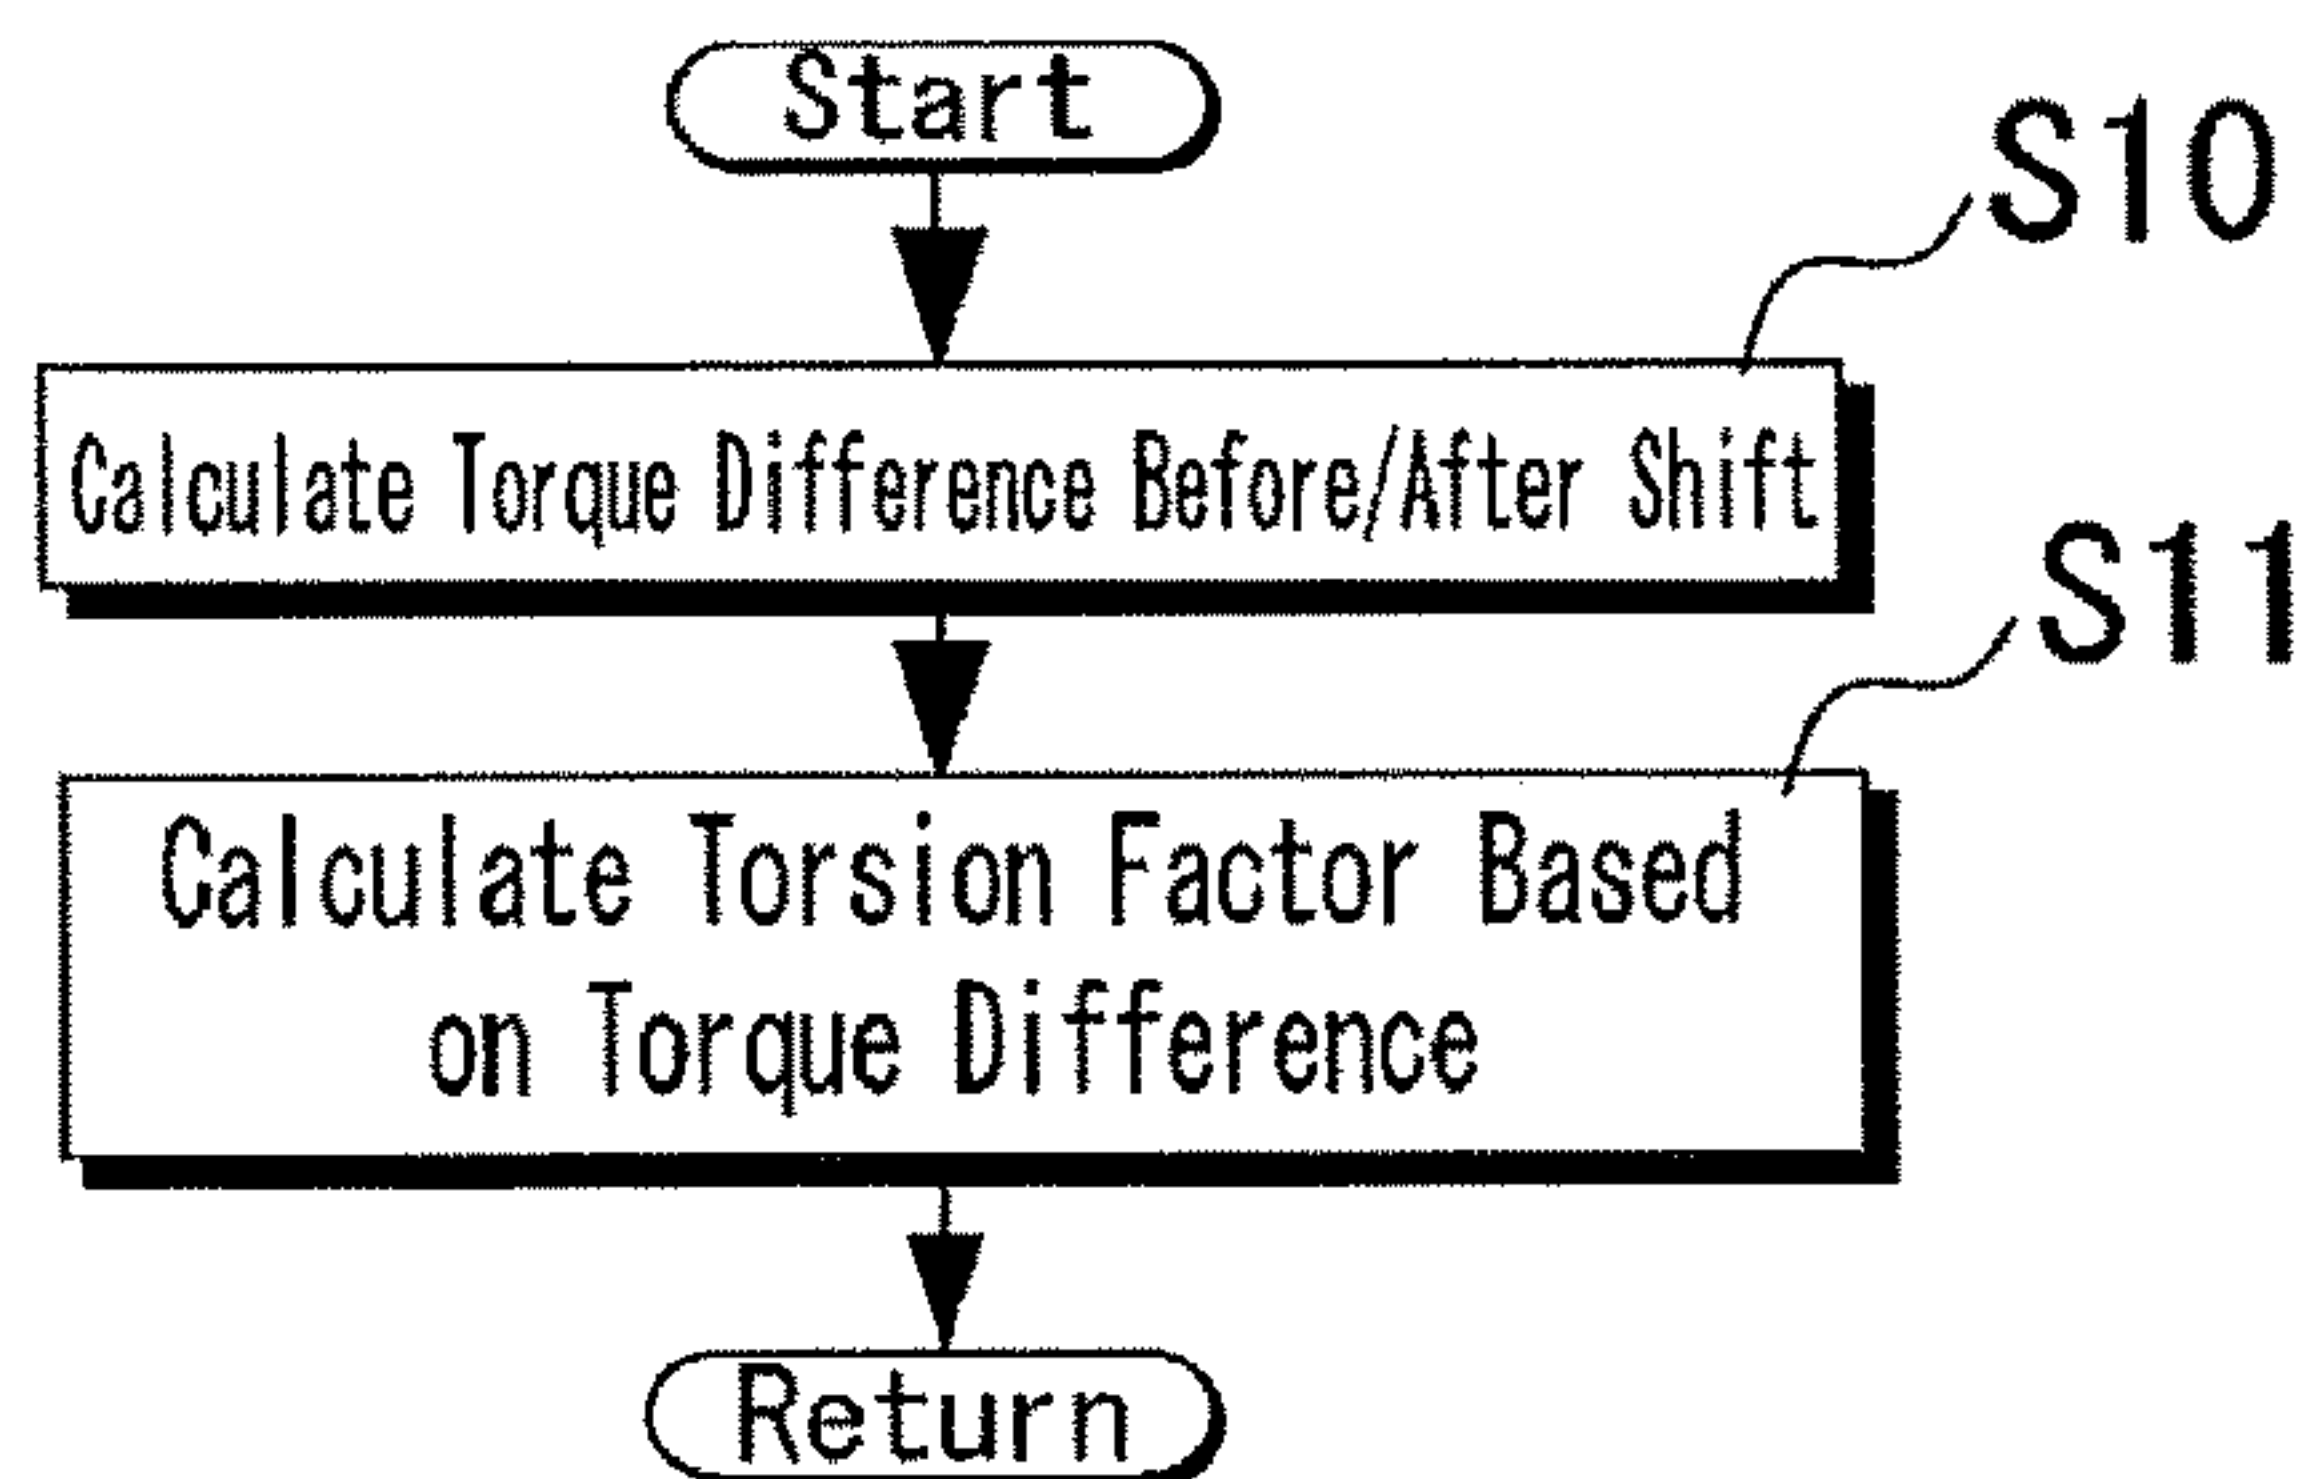 Start
S10
Calculate Torque Difference Before/After Shift
S11
Calculate Torsion Factor Based
on Torque Difference
Return